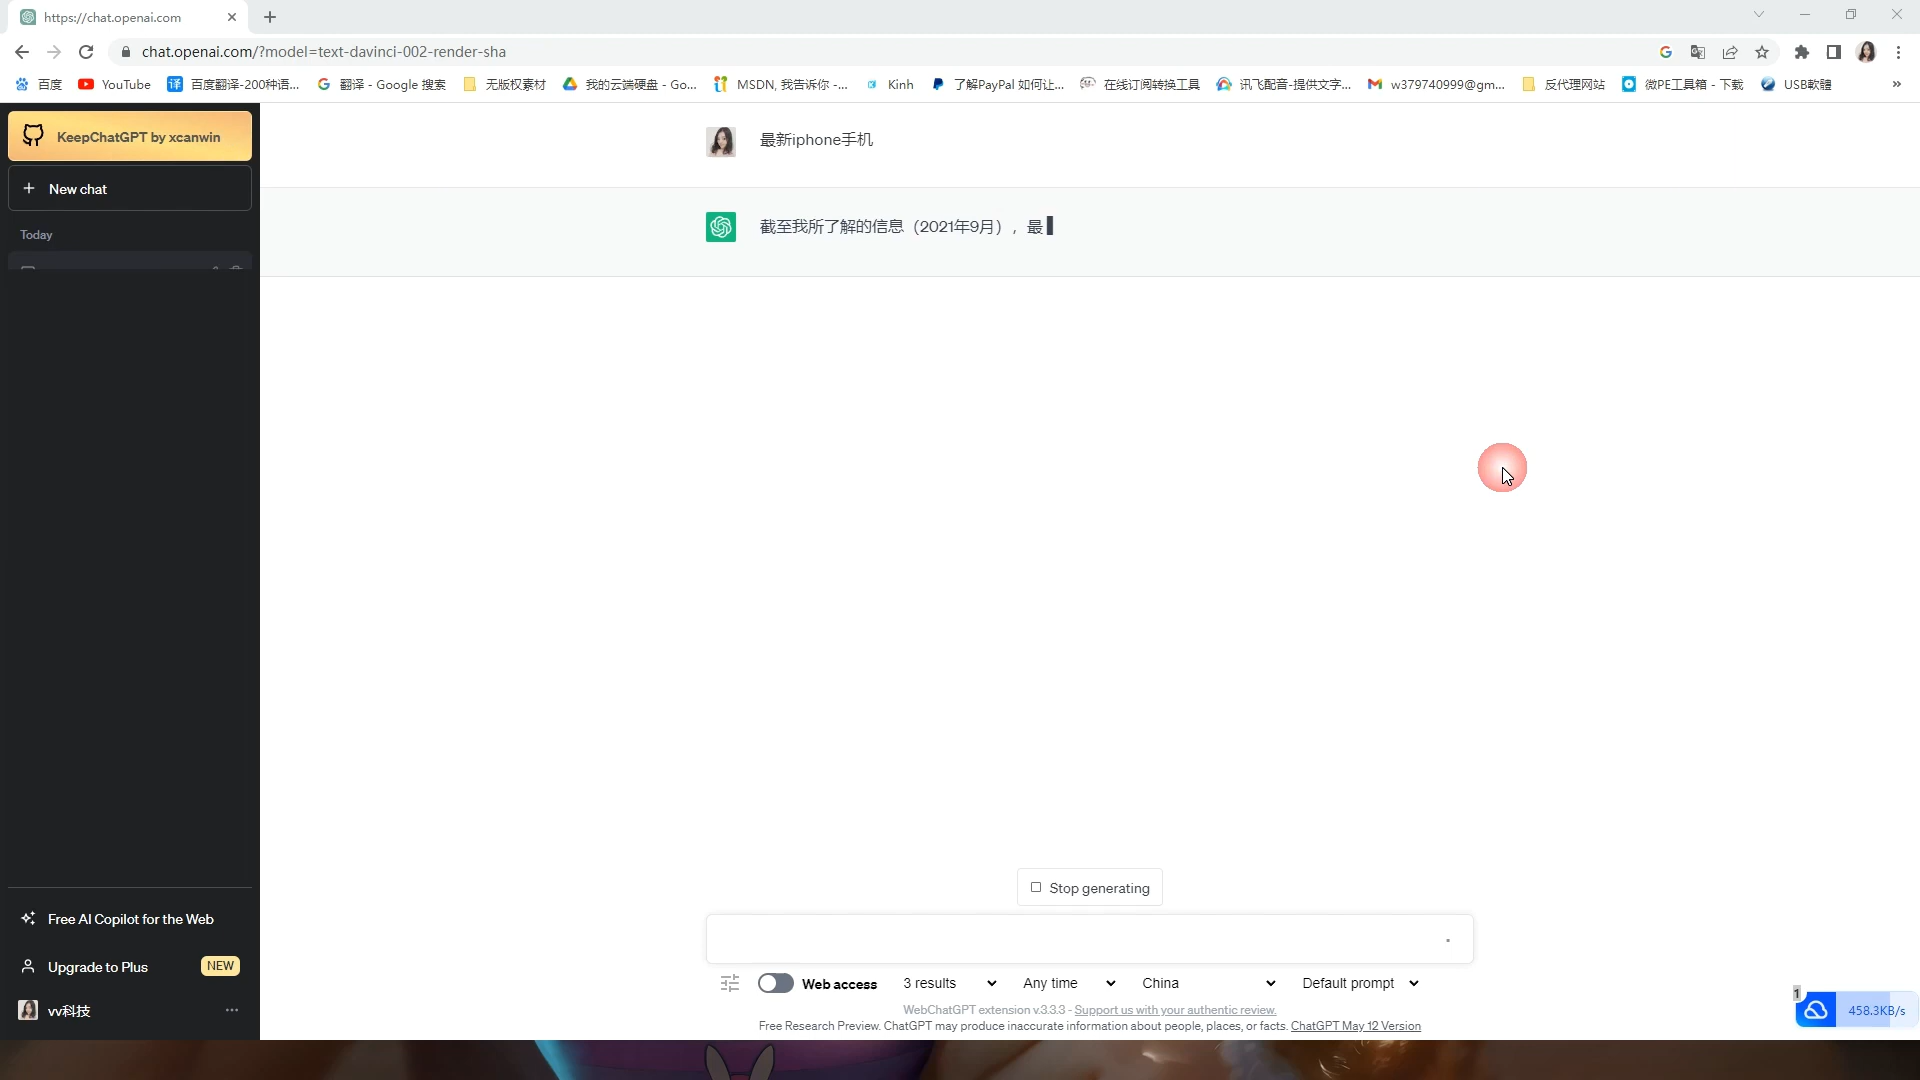 https://chat.openai.com
chat.openai.com/?model=text-davinci-002-render-sha
百度
YouTube
百度翻译-200种语...
翻译 - Google 搜索
无版权素材
我的云端硬盘 - Go...
MSDN, 我告诉你 -...
Kinh
了解PayPal 如何让...
在线订阅转换工具
讯飞配音-提供文字...
w379740999@gm...
反代理网站
微PE工具箱 - 下载
USB軟體
»
KeepChatGPT by xcanwin
New chat
Today
最新iphone手机
截至我所了解的信息（2021年9月），最
Stop generating
Free AI Copilot for the Web
Upgrade to Plus
NEW
vv科技
Web access
3 results
Any time
China
Default prompt
WebChatGPT extension v.3.3.3 - Support us with your authentic review.
Free Research Preview. ChatGPT may produce inaccurate information about people, places, or facts. ChatGPT May 12 Version
1
458.3KB/s